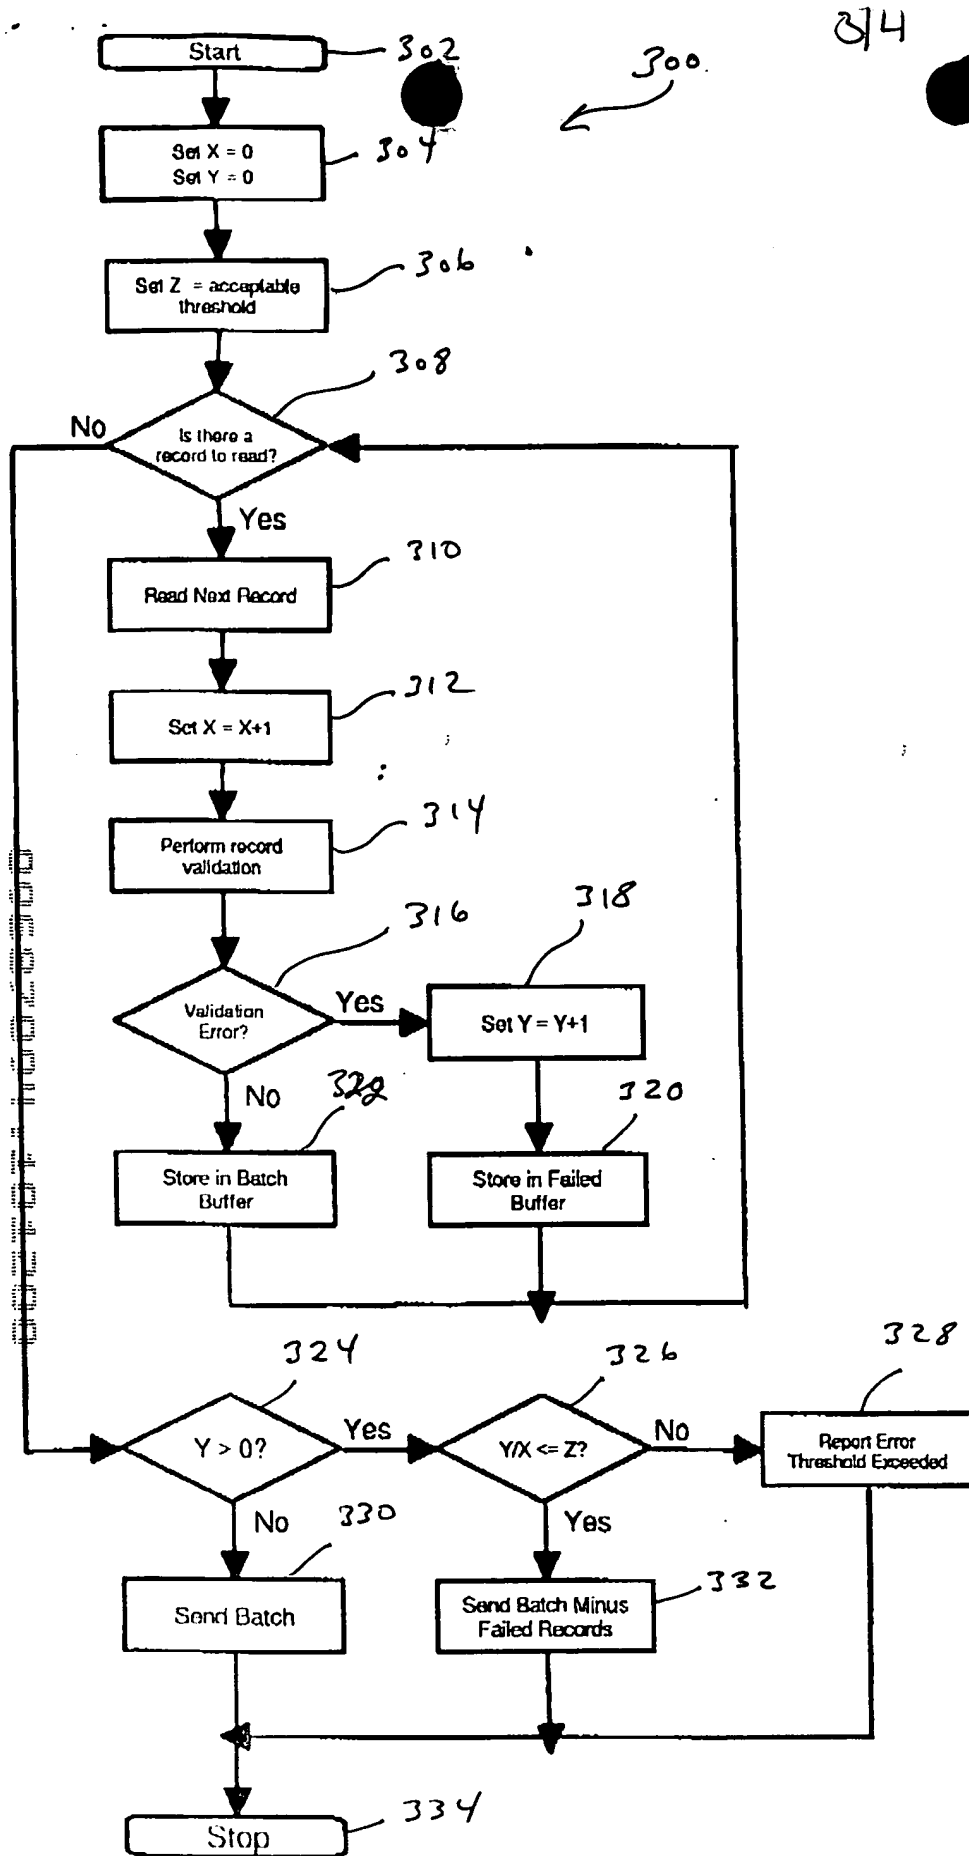 3/4
Start
302
300
Set X = 0
Set Y = 0
304
Set Z = acceptable
threshold
306
308
No
Is there a
record to read?
Yes
310
Read Next Record
312
Set X = X+1
314
Perform record
validation
316
318
Validation
Error?
Yes
Set Y = Y+1
No
322
320
Store in Batch
Buffer
Store in Failed
Buffer
324
326
328
Y > 0?
Yes
Y/X <= Z?
No
Report Error
Threshold Exceeded
No
330
Yes
332
Send Batch
Send Batch Minus
Failed Records
334
Stop